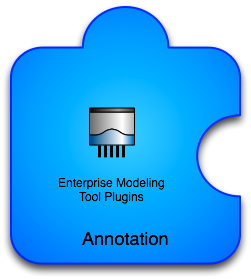 Enterprise Modeling
Tool Plugins
Annotation